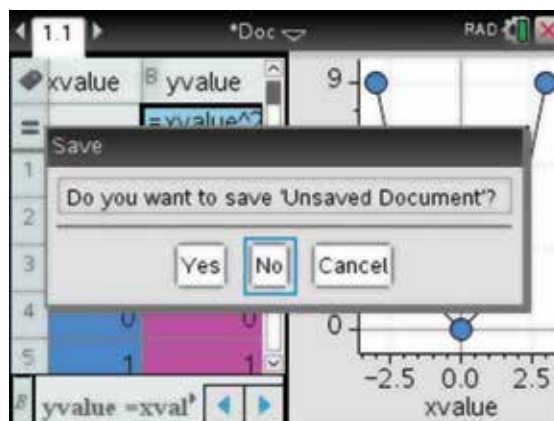 1.1 *Doc RAD
xvalue B yvalue
= =xvalue^2
Save
Do you want to save 'Unsaved Document'?
Yes No Cancel
1
2
3
4 0 0
5 1 1
B yvalue =xval
9
0
-2.5 0.0 2.5
xvalue